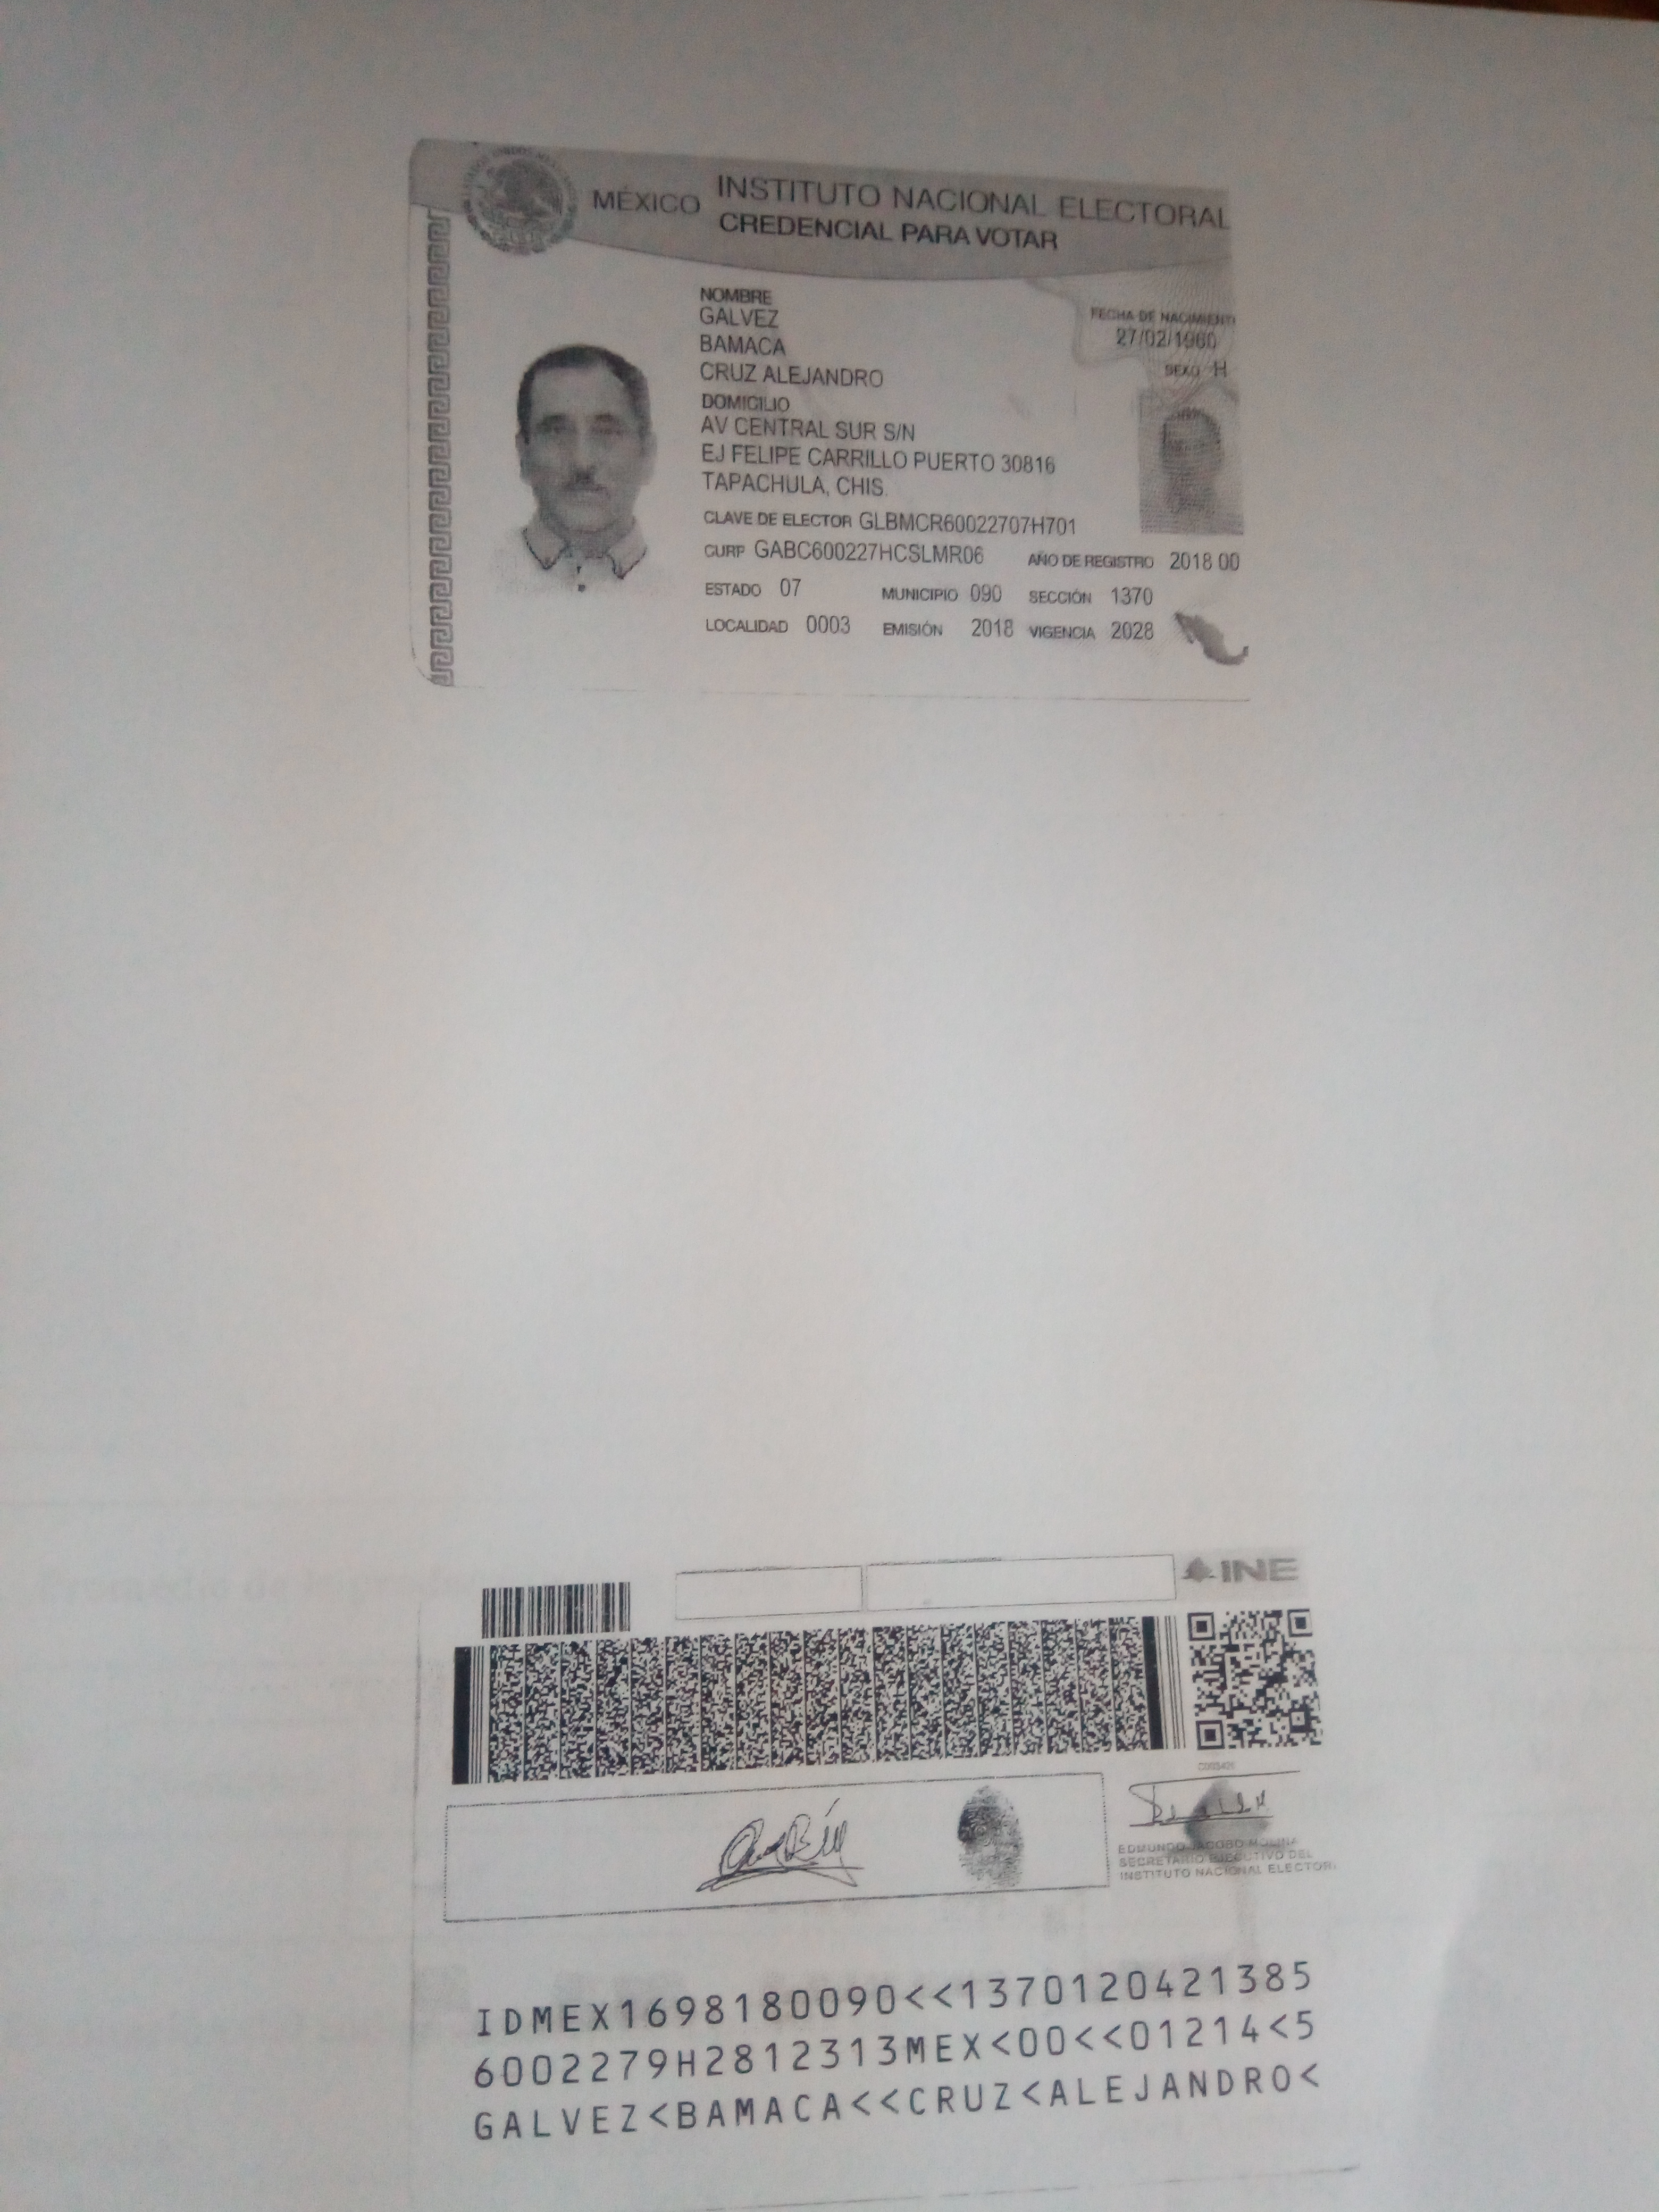 MÉXICO INSTITUTO NACIONAL ELECTORAL
CREDENCIAL PARA VOTAR
NOMBRE
GALVEZ
BAMACA
CRUZ ALEJANDRO
FECHA DE NACIMIENTO
27/02/1960
SEXO H
DOMICILIO
AV CENTRAL SUR S/N
EJ FELIPE CARRILLO PUERTO 30816
TAPACHULA, CHIS.
CLAVE DE ELECTOR GLBMCR60022707H701
CURP GABC600227HCSLMR06 AÑO DE REGISTRO 2018 00
ESTADO 07 MUNICIPIO 090 SECCIÓN 1370
LOCALIDAD 0003 EMISIÓN 2018 VIGENCIA 2028
INE
EDMUNDO JACOBO MOLINA
SECRETARIO EJECUTIVO DEL
INSTITUTO NACIONAL ELECTORA
IDMEX1698180090<<1370120421385
6002279H2812313MEX<00<<01214<5
GALVEZ<BAMACA<<CRUZ<ALEJANDRO<